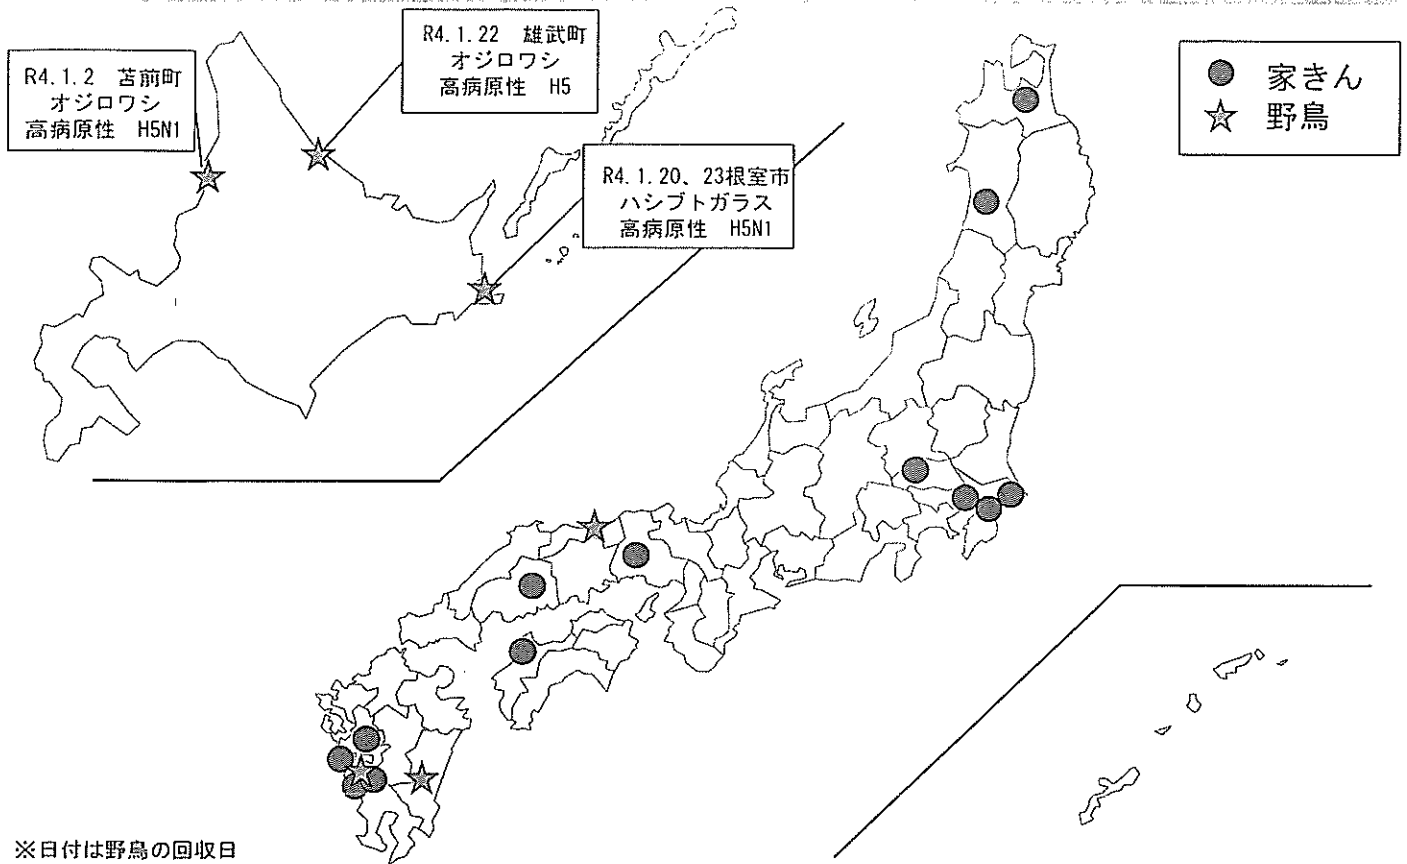 R4.1.2 苫前町
オジロワシ
高病原性 H5N1
R4.1.22 雄武町
オジロワシ
高病原性 H5
R4.1.20、23根室市
ハシブトガラス
高病原性 H5N1
家きん
野鳥
※日付は野鳥の回収日